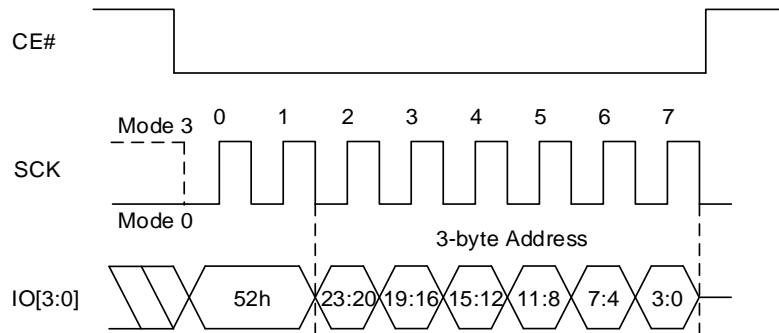 CE#
Mode 3
0 1 2 3 4 5 6 7
SCK
Mode 0
3-byte Address
IO[3:0]
52h 23:20 19:16 15:12 11:8 7:4 3:0